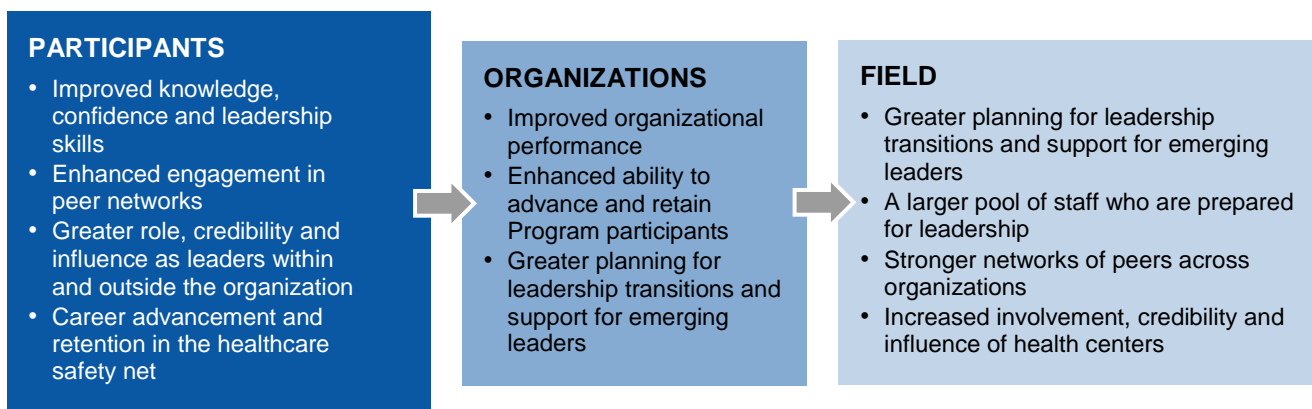 PARTICIPANTS
• Improved knowledge,
confidence and leadership
skills
• Enhanced engagement in
peer networks
• Greater role, credibility and
influence as leaders within
and outside the organization
• Career advancement and
retention in the healthcare
safety net
ORGANIZATIONS
• Improved organizational
performance
• Enhanced ability to
advance and retain
Program participants
• Greater planning for
leadership transitions and
support for emerging
leaders
FIELD
• Greater planning for leadership
transitions and support for emerging
leaders
• A larger pool of staff who are prepared
for leadership
• Stronger networks of peers across
organizations
• Increased involvement, credibility and
influence of health centers